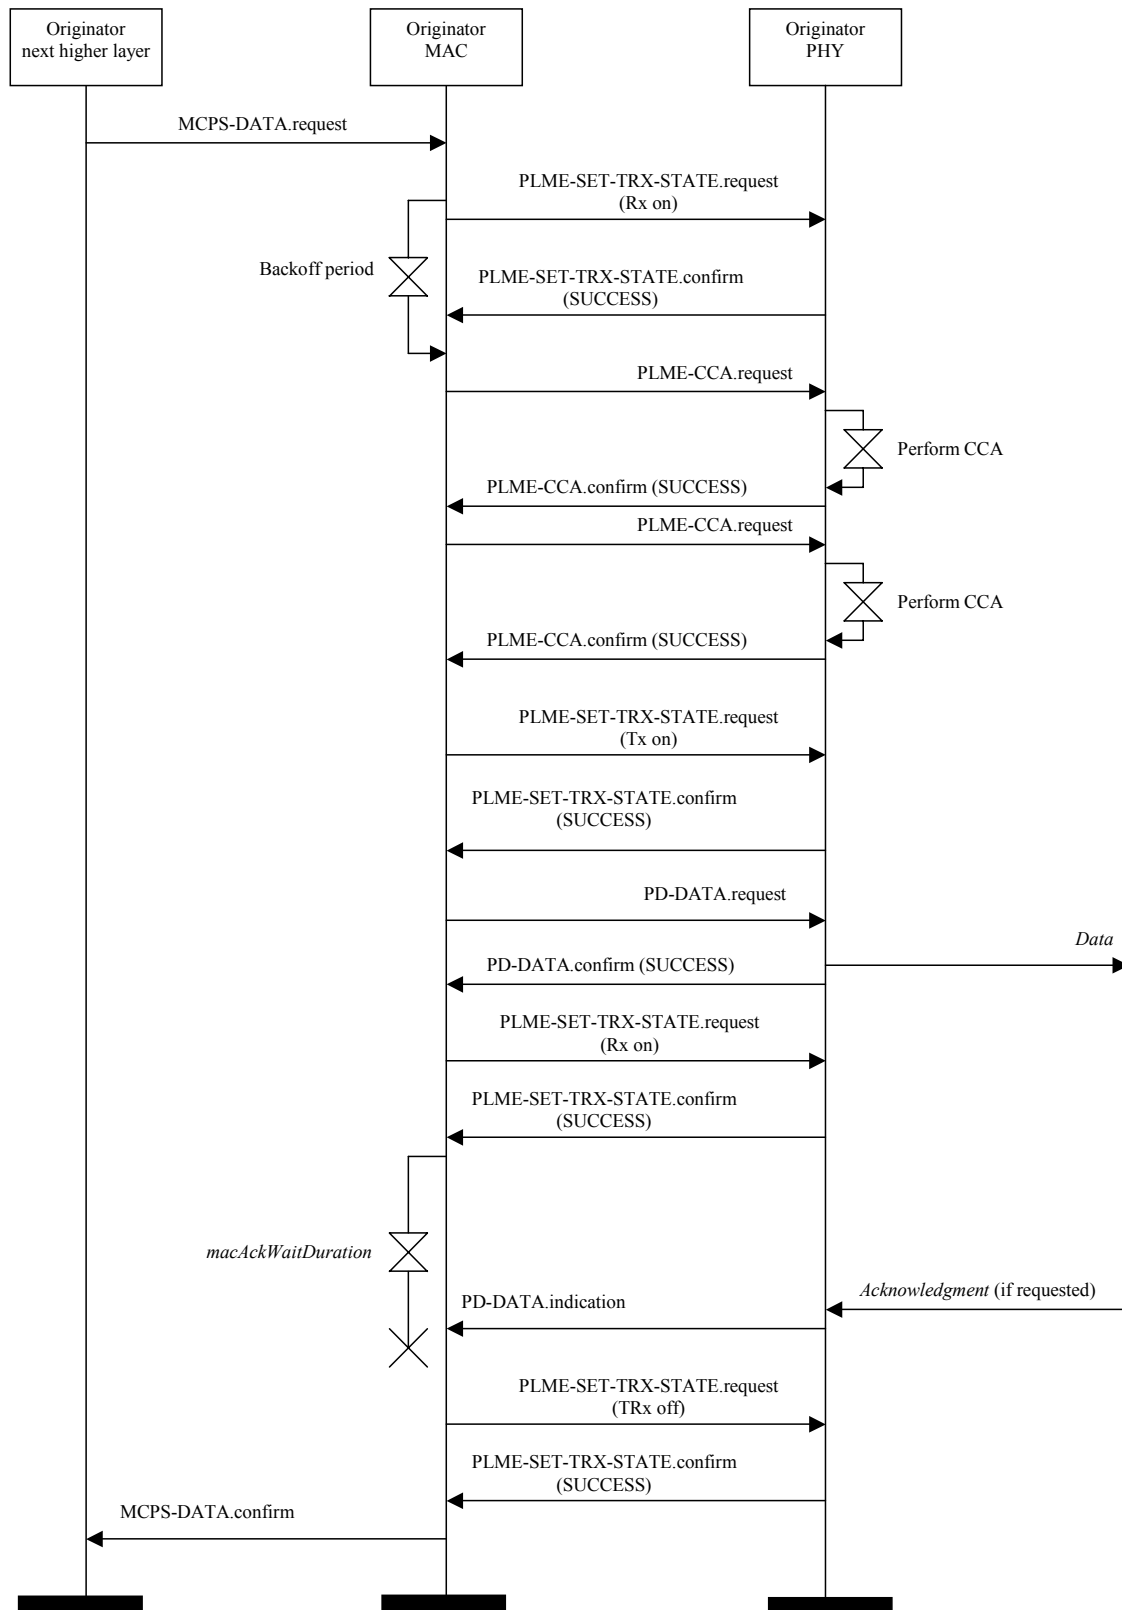 Originator
next higher layer
Originator
MAC
Originator
PHY
MCPS-DATA.request
PLME-SET-TRX-STATE.request
(Rx on)
Backoff period
PLME-SET-TRX-STATE.confirm
(SUCCESS)
PLME-CCA.request
Perform CCA
PLME-CCA.confirm (SUCCESS)
PLME-CCA.request
Perform CCA
PLME-CCA.confirm (SUCCESS)
PLME-SET-TRX-STATE.request
(Tx on)
PLME-SET-TRX-STATE.confirm
(SUCCESS)
PD-DATA.request
Data
PD-DATA.confirm (SUCCESS)
PLME-SET-TRX-STATE.request
(Rx on)
PLME-SET-TRX-STATE.confirm
(SUCCESS)
macAckWaitDuration
Acknowledgment (if requested)
PD-DATA.indication
PLME-SET-TRX-STATE.request
(TRx off)
PLME-SET-TRX-STATE.confirm
(SUCCESS)
MCPS-DATA.confirm